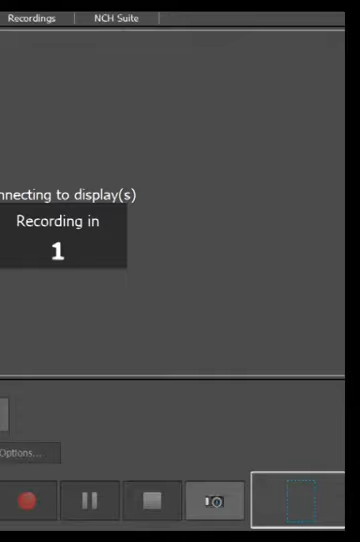 Recordings NCH Suite
nnecting to display(s)
Recording in
1
Options...